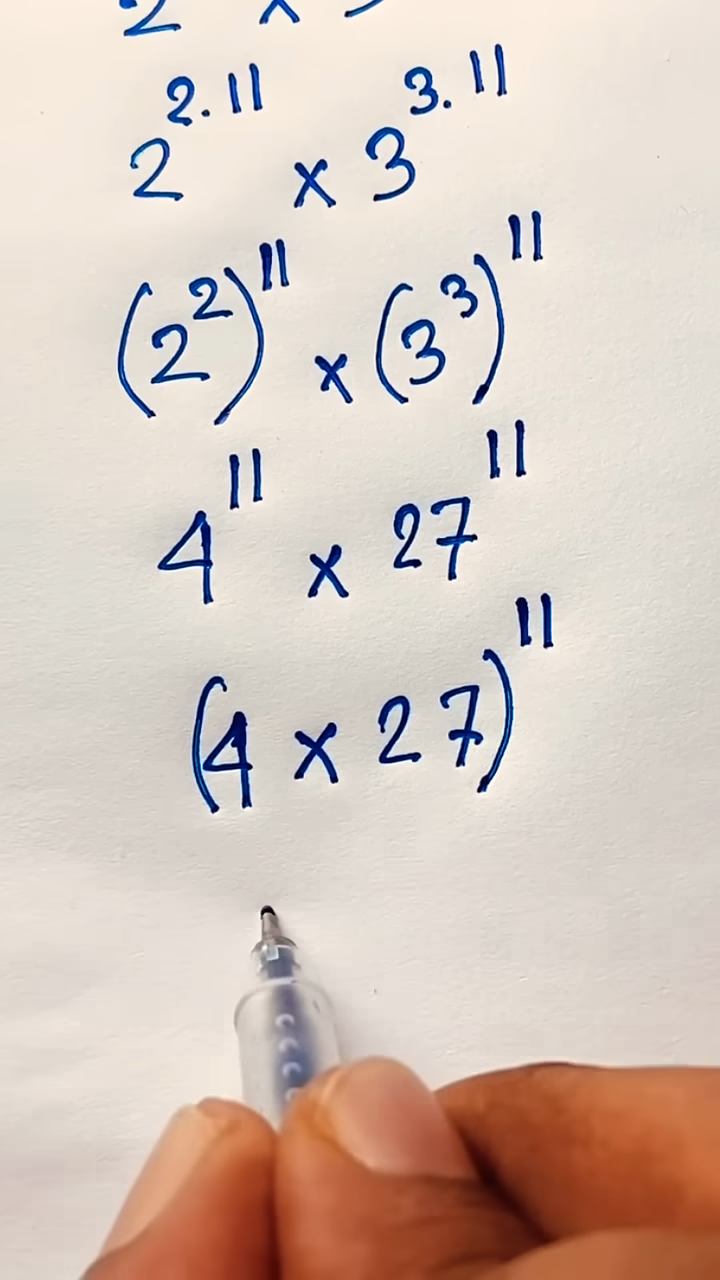 2^{2.11} × 3^{3.11}
(2^2)^{11} × (3^3)^{11}
4^{11} × 27^{11}
(4 × 27)^{11}